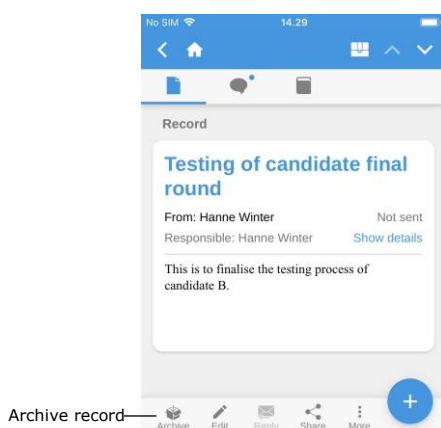 No SIM 14.29
Record
Testing of candidate final
round
From: Hanne Winter Not sent
Responsible: Hanne Winter Show details
This is to finalise the testing process of
candidate B.
Archive record
Archive Edit Reply Share More